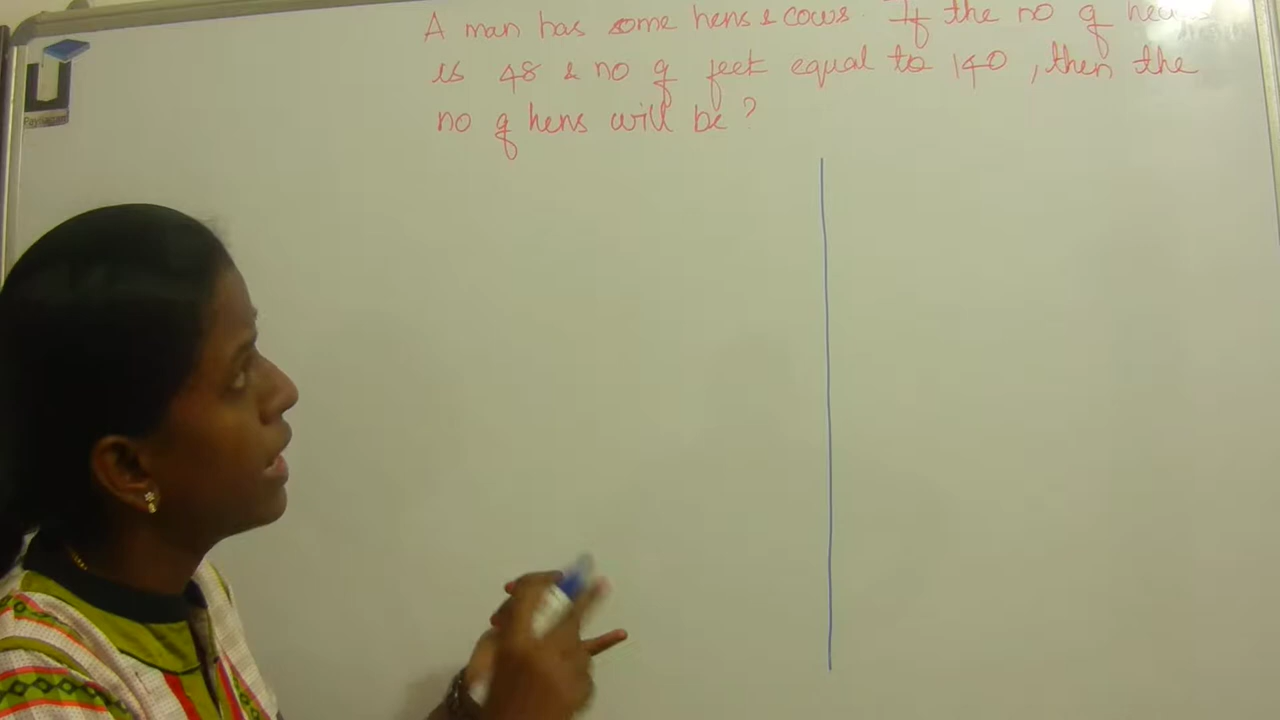 A man has some hens & cows. If the no of heads
is 48 & no of feet equal to 140, then the
no of hens will be?